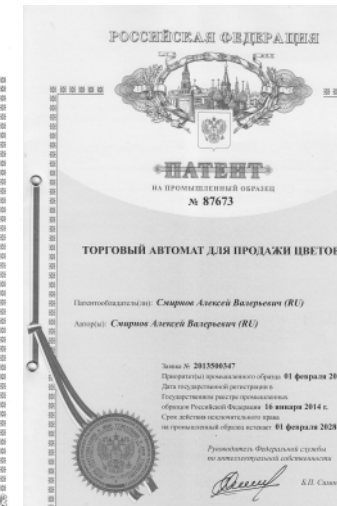 РОССИЙСКАЯ ФЕДЕРАЦИЯ
ПАТЕНТ
НА ПРОМЫШЛЕННЫЙ ОБРАЗЕЦ
№ 87673
ТОРГОВЫЙ АВТОМАТ ДЛЯ ПРОДАЖИ ЦВЕТОВ
Патентообладатель(ли): Смирнов Алексей Валерьевич (RU)
Автор(ы): Смирнов Алексей Валерьевич (RU)
Заявка № 2013500347
Приоритет(ы) промышленного образца 01 февраля 20
Дата государственной регистрации в
Государственном реестре промышленных
образцов Российской Федерации 16 января 2014 г.
Срок действия исключительного права
на промышленный образец истекает 01 февраля 2028
Руководитель Федеральной службы
по интеллектуальной собственности
Б.П. Симон